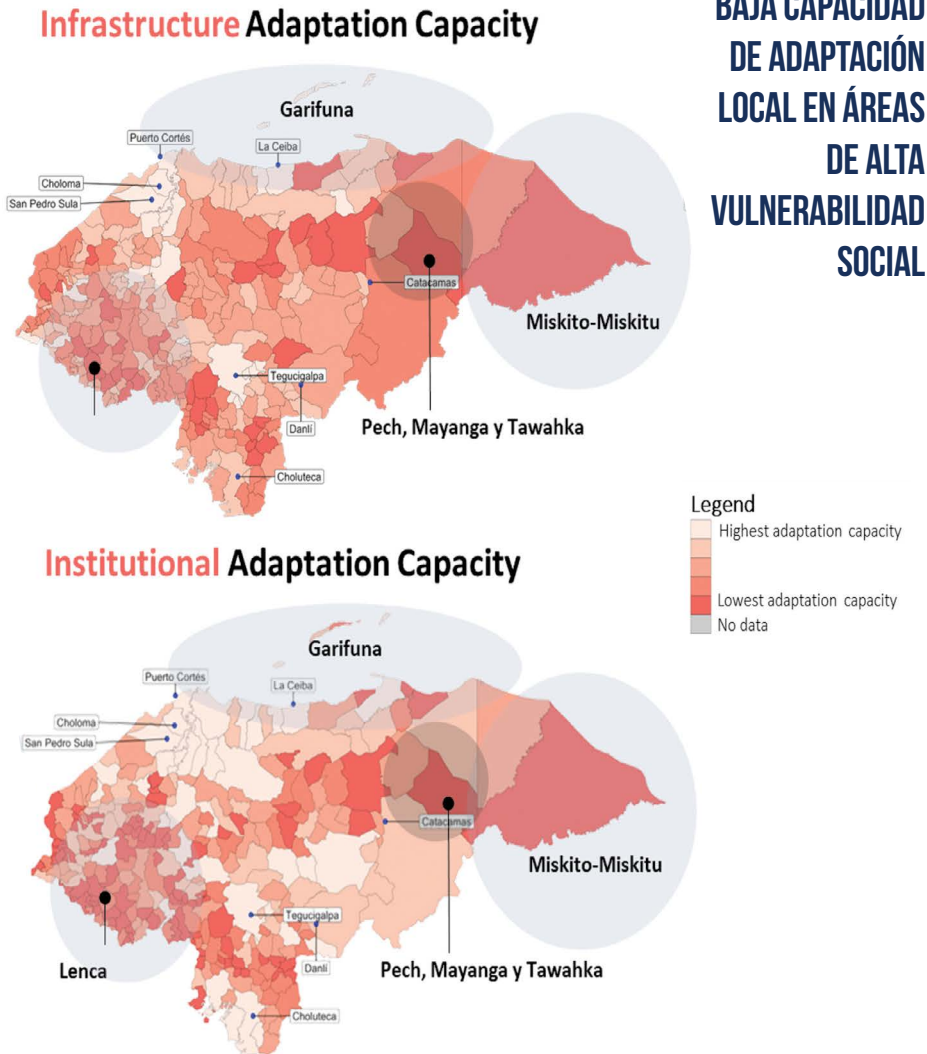 Infrastructure Adaptation Capacity
BAJA CAPACIDAD
DE ADAPTACIÓN
LOCAL EN ÁREAS
DE ALTA
VULNERABILIDAD
SOCIAL
Garifuna
Puerto Cortés
La Ceiba
Choloma
San Pedro Sula
Catacamas
Miskito-Miskitu
Tegucigalpa
Danlí
Pech, Mayanga y Tawahka
Choluteca
Legend
Highest adaptation capacity
Lowest adaptation capacity
No data
Institutional Adaptation Capacity
Garifuna
Puerto Cortés
La Ceiba
Choloma
San Pedro Sula
Catacamas
Miskito-Miskitu
Tegucigalpa
Danlí
Lenca
Pech, Mayanga y Tawahka
Choluteca